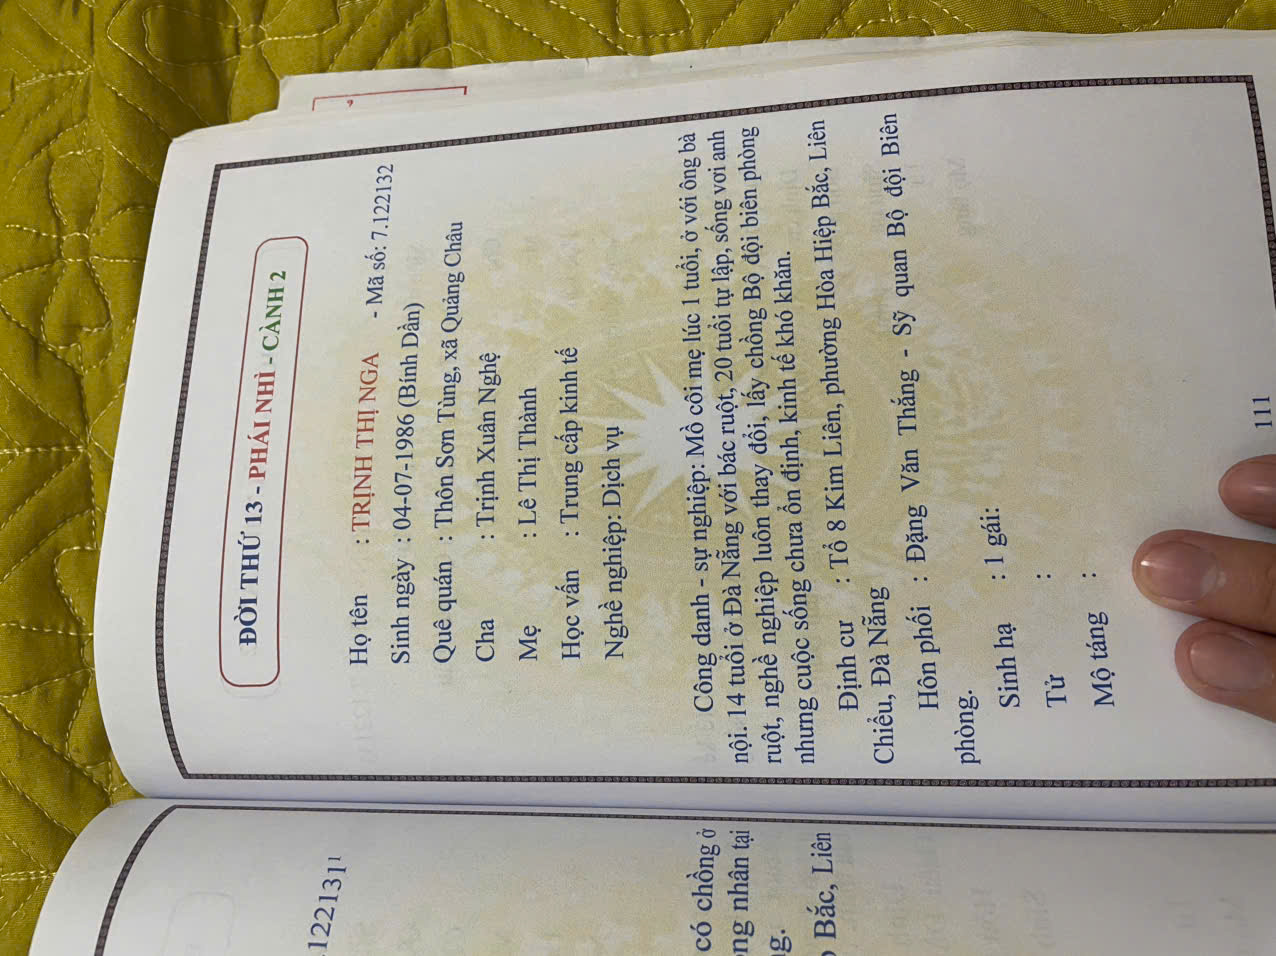 ĐỜI THỨ 13 - PHÁI NHÌ - CÀNH 2
Họ tên : TRỊNH THỊ NGA - Mã số: 7.122132
Sinh ngày : 04-07-1986 (Bính Dần)
Quê quán : Thôn Sơn Tùng, xã Quảng Châu
Cha : Trịnh Xuân Nghệ
Mẹ : Lê Thị Thành
Học vấn : Trung cấp kinh tế
Nghề nghiệp: Dịch vụ
Công danh - sự nghiệp: Mồ côi mẹ lúc 1 tuổi, ở với ông bà
nội. 14 tuổi ở Đà Nẵng với bác ruột, 20 tuổi tự lập, sống vơi anh
ruột, nghề nghiệp luôn thay đổi, lấy chồng Bộ đội biên phòng
nhưng cuộc sống chưa ổn định, kinh tế khó khăn.
Định cư : Tổ 8 Kim Liên, phường Hòa Hiệp Bắc, Liên
Chiểu, Đà Nẵng
Hôn phối : Đặng Văn Thắng - Sỹ quan Bộ đội Biên
phòng.
Sinh hạ : 1 gái:
Tử :
Mộ táng :
111
122131¹
có chồng ở
ng nhân tại
g.
Bắc, Liên